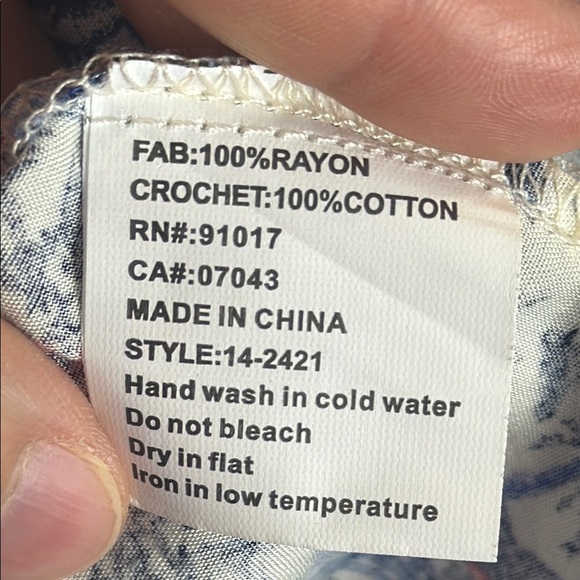 FAB:100%RAYON
CROCHET:100%COTTON
RN#:91017
CA#:07043
MADE IN CHINA
STYLE:14-2421
Hand wash in cold water
Do not bleach
Dry in flat
Iron in low temperature